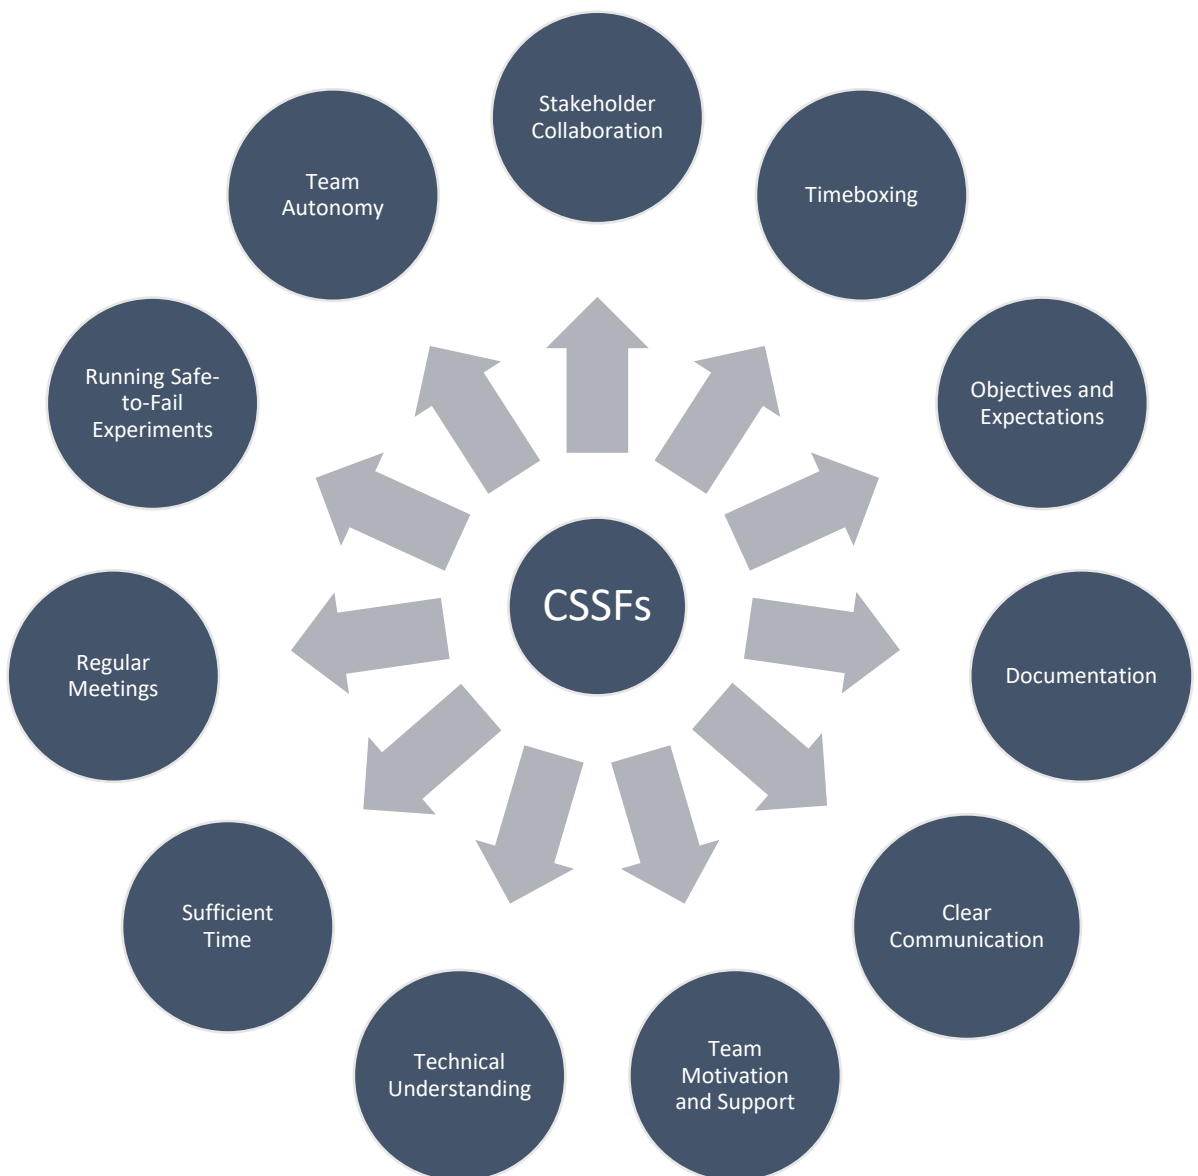 Stakeholder
Collaboration
Timeboxing
Objectives and
Expectations
Documentation
Clear
Communication
Team
Motivation
and Support
Technical
Understanding
Sufficient
Time
Regular
Meetings
Running Safe-
to-Fail
Experiments
Team
Autonomy
CSSFs